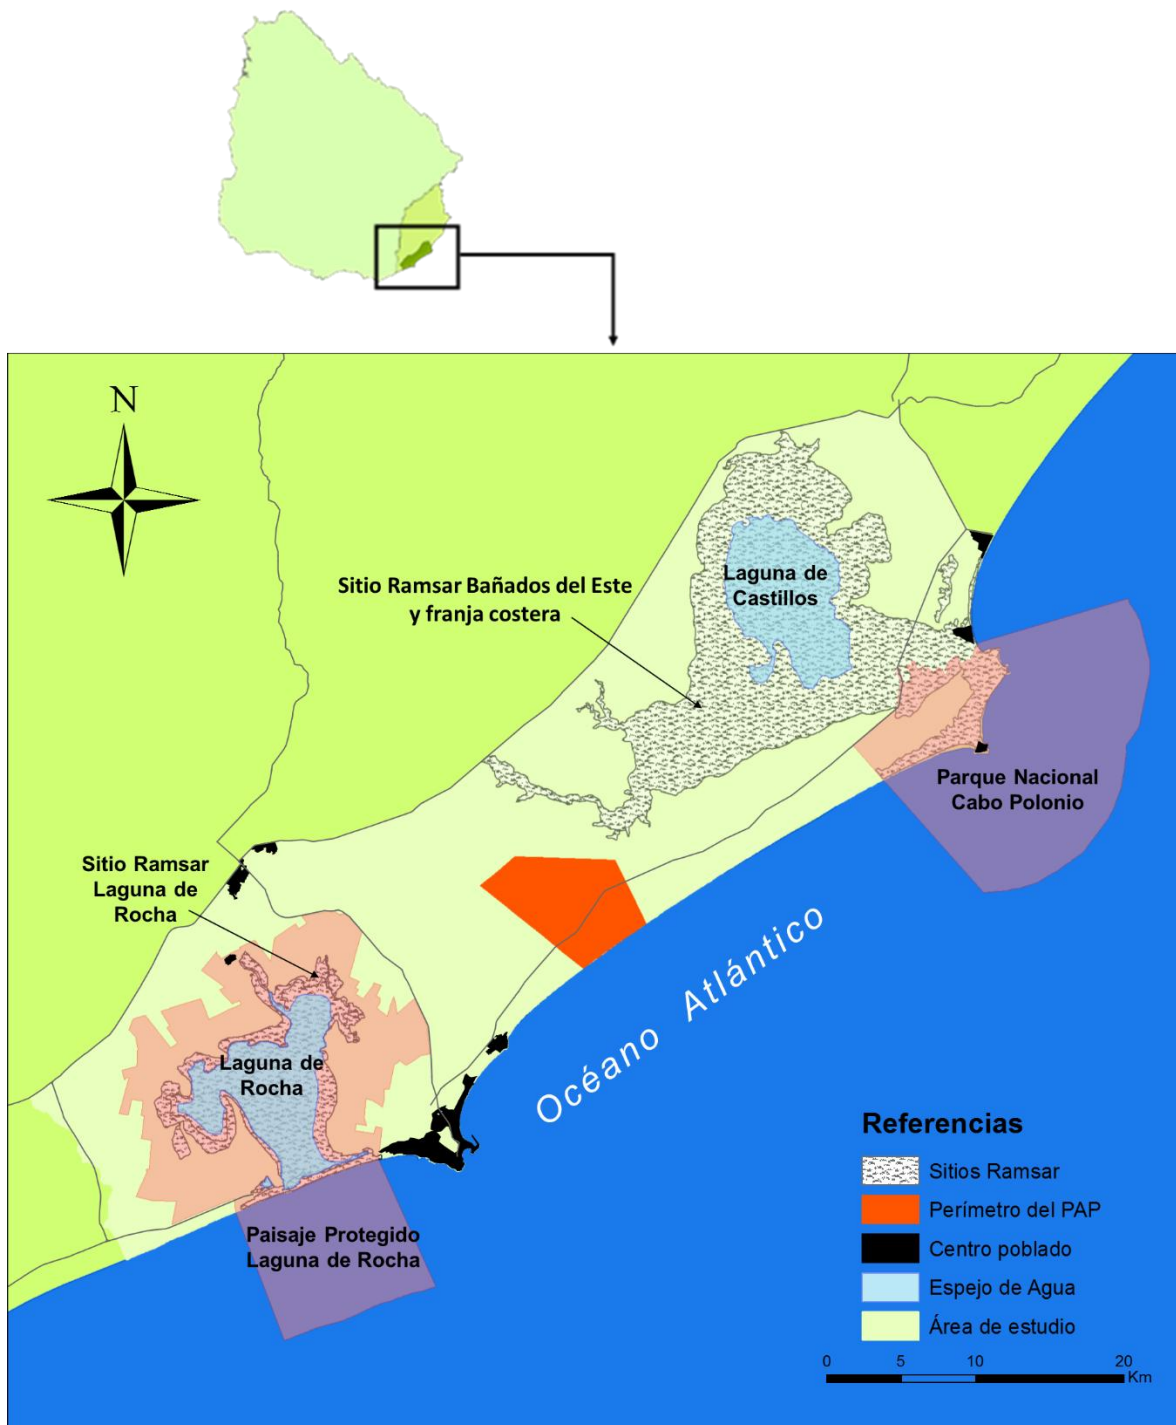 N
Sitio Ramsar Bañados del Este
y franja costera
Laguna de
Castillos
Parque Nacional
Cabo Polonio
Sitio Ramsar
Laguna de
Rocha
Laguna de
Rocha
Océano Atlántico
Paisaje Protegido
Laguna de Rocha
Referencias
Sitios Ramsar
Perímetro del PAP
Centro poblado
Espejo de Agua
Área de estudio
0 5 10 20
Km